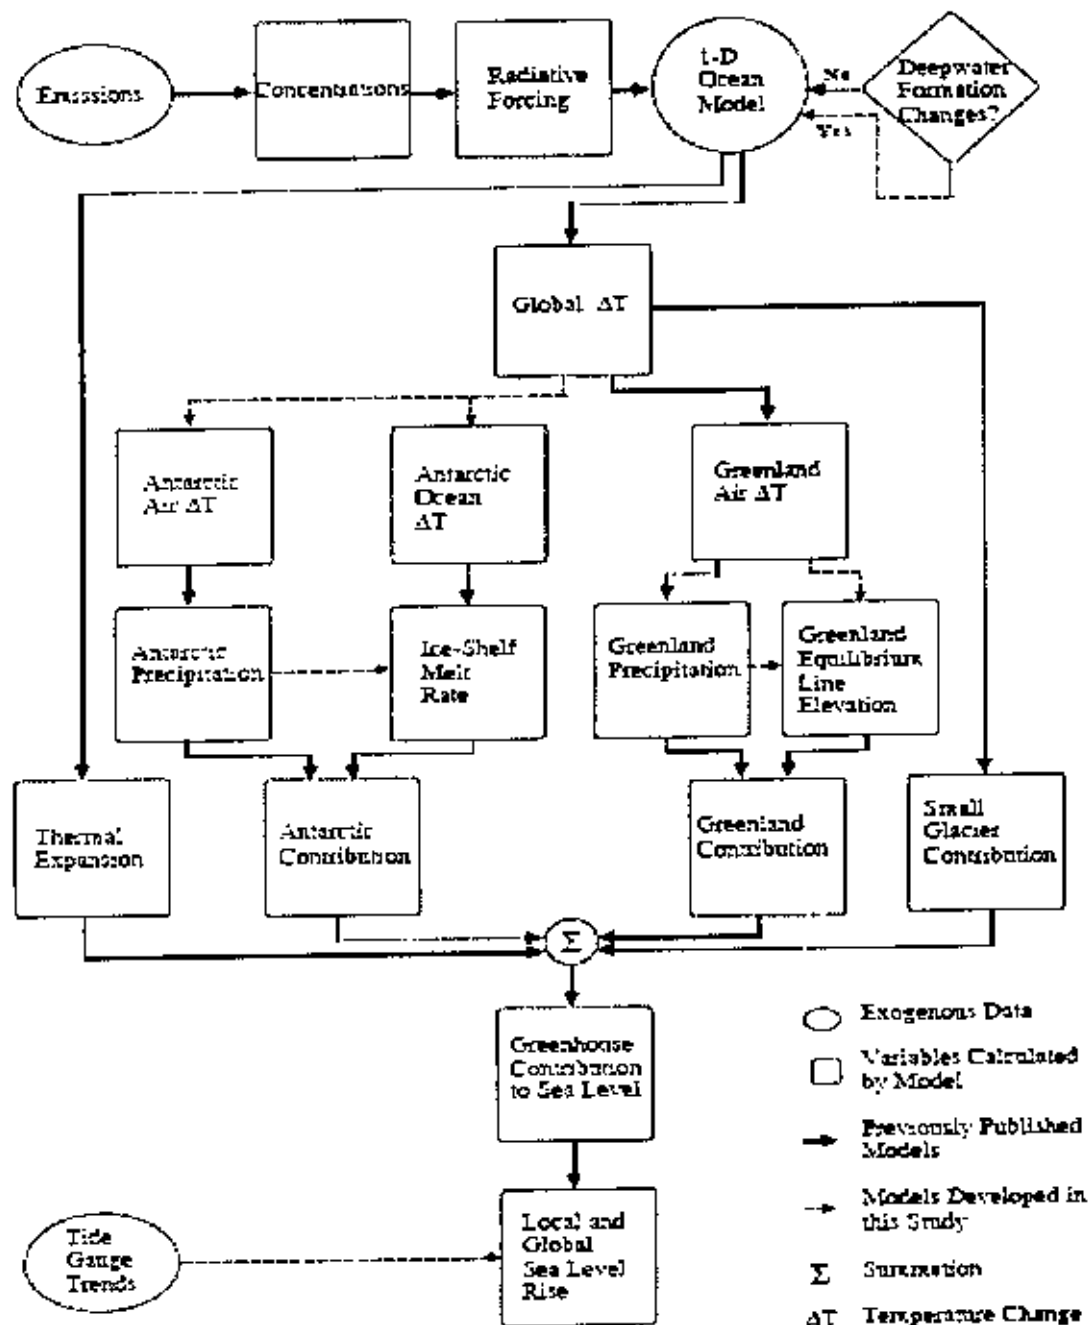 Emissions
Concentrations
Radiative
Forcing
1-D
Ocean
Model
No
Yes
Deepwater
Formation
Changes?
Global ΔT
Antarctic
Air ΔT
Antarctic
Ocean
ΔT
Greenland
Air ΔT
Antarctic
Precipitation
Ice-Shelf
Melt
Rate
Greenland
Precipitation
Greenland
Equilibrium
Line
Elevation
Thermal
Expansion
Antarctic
Contribution
Greenland
Contribution
Small
Glacier
Contribution
Σ
Greenhouse
Contribution
to Sea Level
Tide
Gauge
Trends
Local and
Global
Sea Level
Rise
Exogenous Data
Variables Calculated
by Model
Previously Published
Models
Models Developed in
this Study
Σ Summation
ΔT Temperature Change